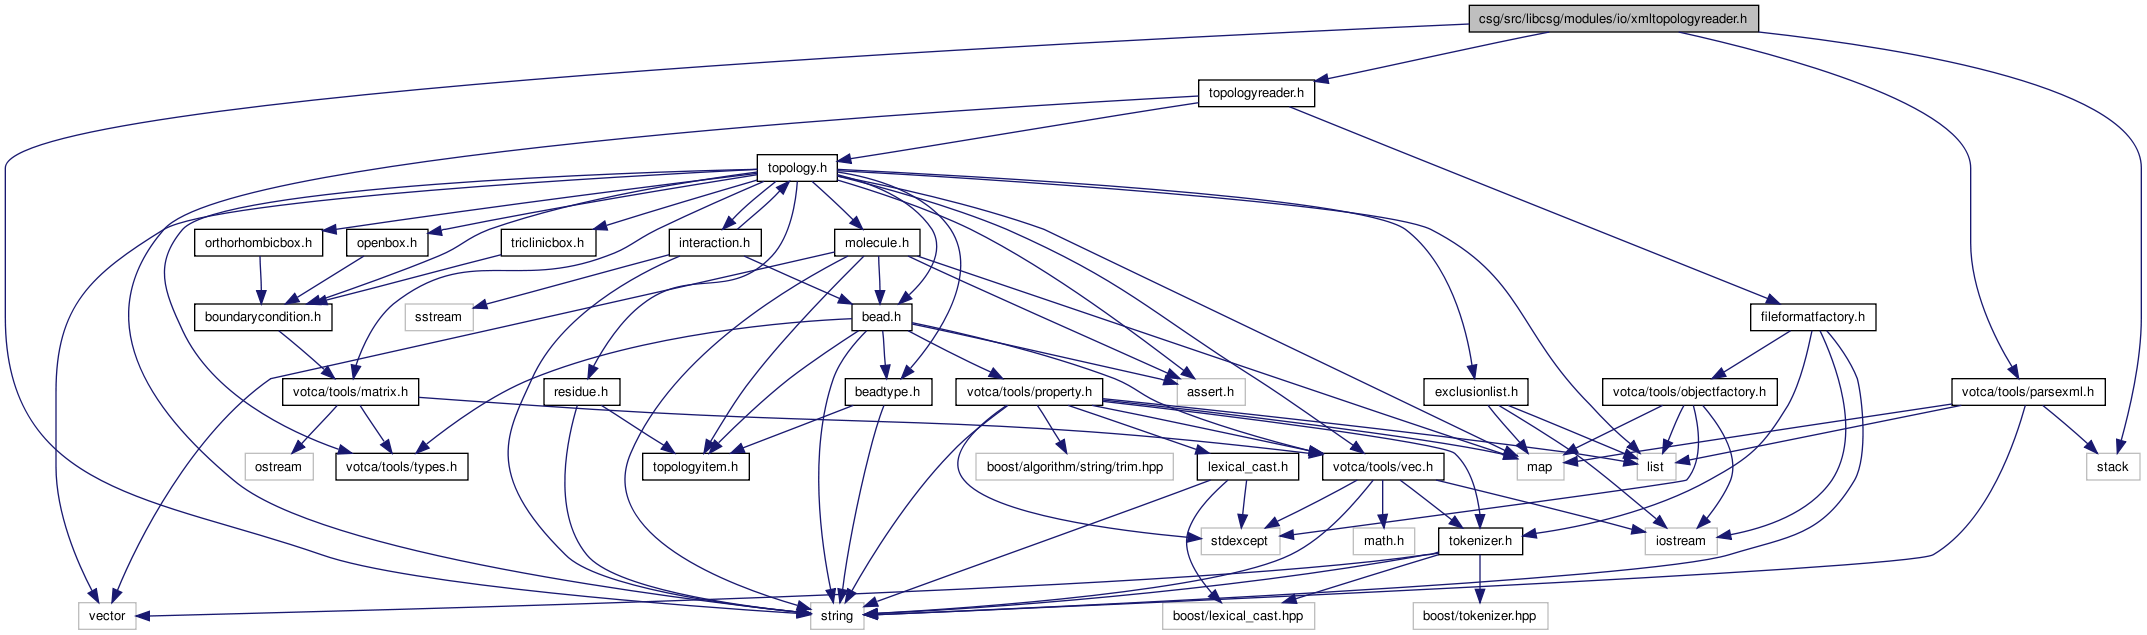 csg/src/libcsg/modules/io/xmltopologyreader.h
topologyreader.h
topology.h
orthorhombicbox.h
openbox.h
triclinicbox.h
interaction.h
molecule.h
boundarycondition.h
sstream
bead.h
fileformatfactory.h
votca/tools/matrix.h
residue.h
beadtype.h
votca/tools/property.h
assert.h
exclusionlist.h
votca/tools/objectfactory.h
votca/tools/parsexml.h
ostream
votca/tools/types.h
topologyitem.h
boost/algorithm/string/trim.hpp
lexical_cast.h
votca/tools/vec.h
map
list
stack
stdexcept
math.h
tokenizer.h
iostream
vector
string
boost/lexical_cast.hpp
boost/tokenizer.hpp